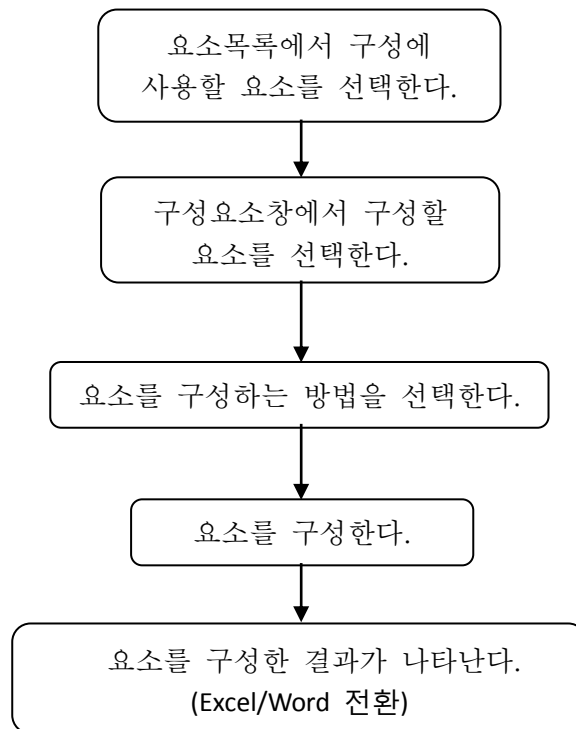 요소목록에서 구성에
사용할 요소를 선택한다.
구성요소창에서 구성할
요소를 선택한다.
요소를 구성하는 방법을 선택한다.
요소를 구성한다.
요소를 구성한 결과가 나타난다.
(Excel/Word 전환)